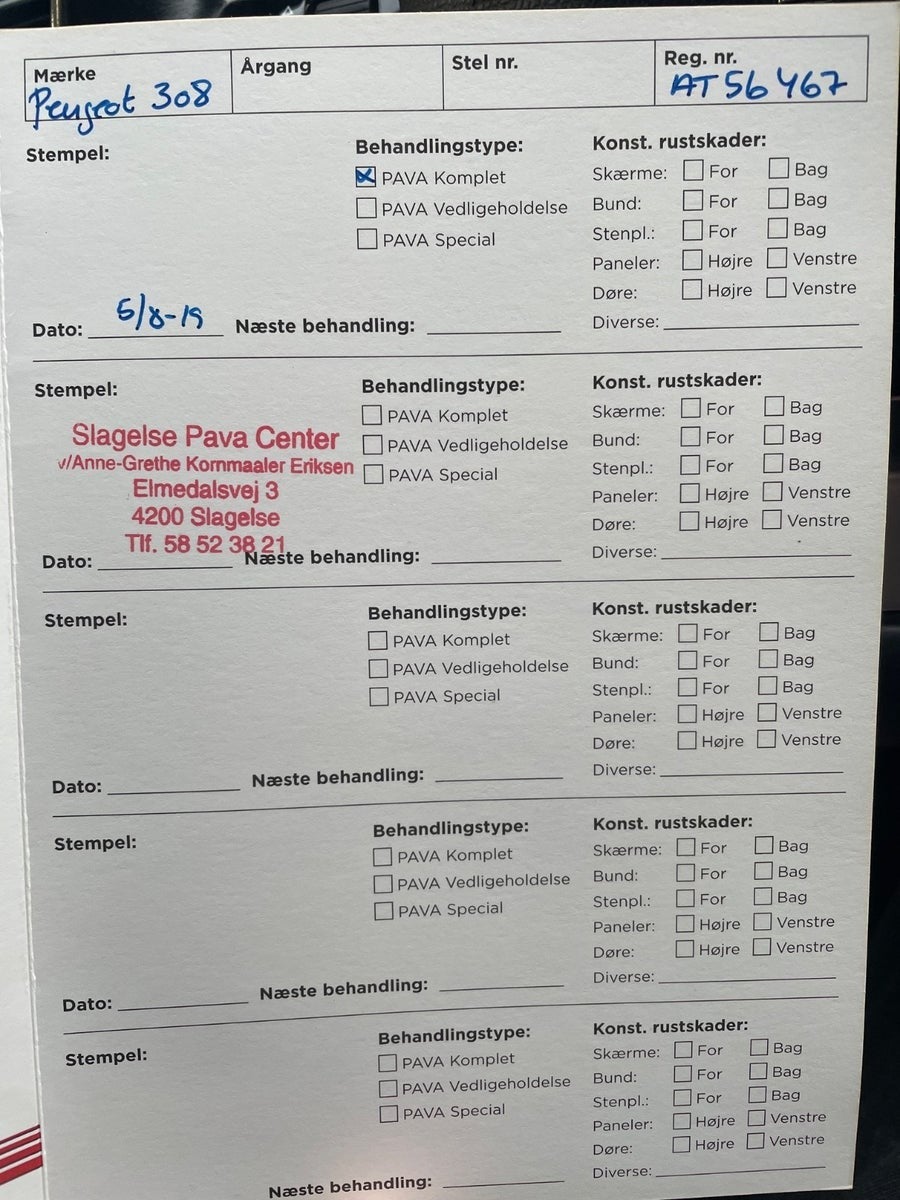 Mærke Årgang Stel nr. Reg. nr.
Peugeot 308 AT 56 467
Stempel: Behandlingstype: Konst. rustskader:
PAVA Komplet Skærme: For Bag
PAVA Vedligeholdelse Bund: For Bag
PAVA Special Stenpl.: For Bag
Paneler: Højre Venstre
Døre: Højre Venstre
Dato: 5/8-19 Næste behandling: Diverse:
Stempel: Behandlingstype: Konst. rustskader:
PAVA Komplet Skærme: For Bag
Slagelse Pava Center PAVA Vedligeholdelse Bund: For Bag
v/Anne-Grethe Kornmaaler Eriksen PAVA Special Stenpl.: For Bag
Elmedalsvej 3 Paneler: Højre Venstre
4200 Slagelse Døre: Højre Venstre
Tlf. 58 52 38 21
Dato: Næste behandling: Diverse:
Stempel: Behandlingstype: Konst. rustskader:
PAVA Komplet Skærme: For Bag
PAVA Vedligeholdelse Bund: For Bag
PAVA Special Stenpl.: For Bag
Paneler: Højre Venstre
Døre: Højre Venstre
Dato: Næste behandling: Diverse:
Stempel: Behandlingstype: Konst. rustskader:
PAVA Komplet Skærme: For Bag
PAVA Vedligeholdelse Bund: For Bag
PAVA Special Stenpl.: For Bag
Paneler: Højre Venstre
Døre: Højre Venstre
Dato: Næste behandling: Diverse:
Stempel: Behandlingstype: Konst. rustskader:
PAVA Komplet Skærme: For Bag
PAVA Vedligeholdelse Bund: For Bag
PAVA Special Stenpl.: For Bag
Paneler: Højre Venstre
Døre: Højre Venstre
Næste behandling: Diverse: